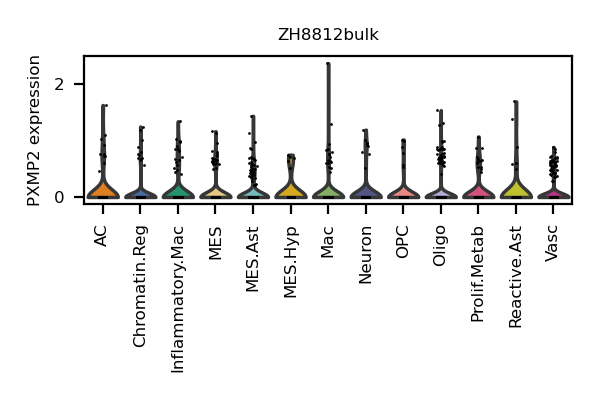 ZH8812bulk
PXMP2 expression
2
0
AC
Chromatin.Reg
Inflammatory.Mac
MES
MES.Ast
MES.Hyp
Mac
Neuron
OPC
Oligo
Prolif.Metab
Reactive.Ast
Vasc